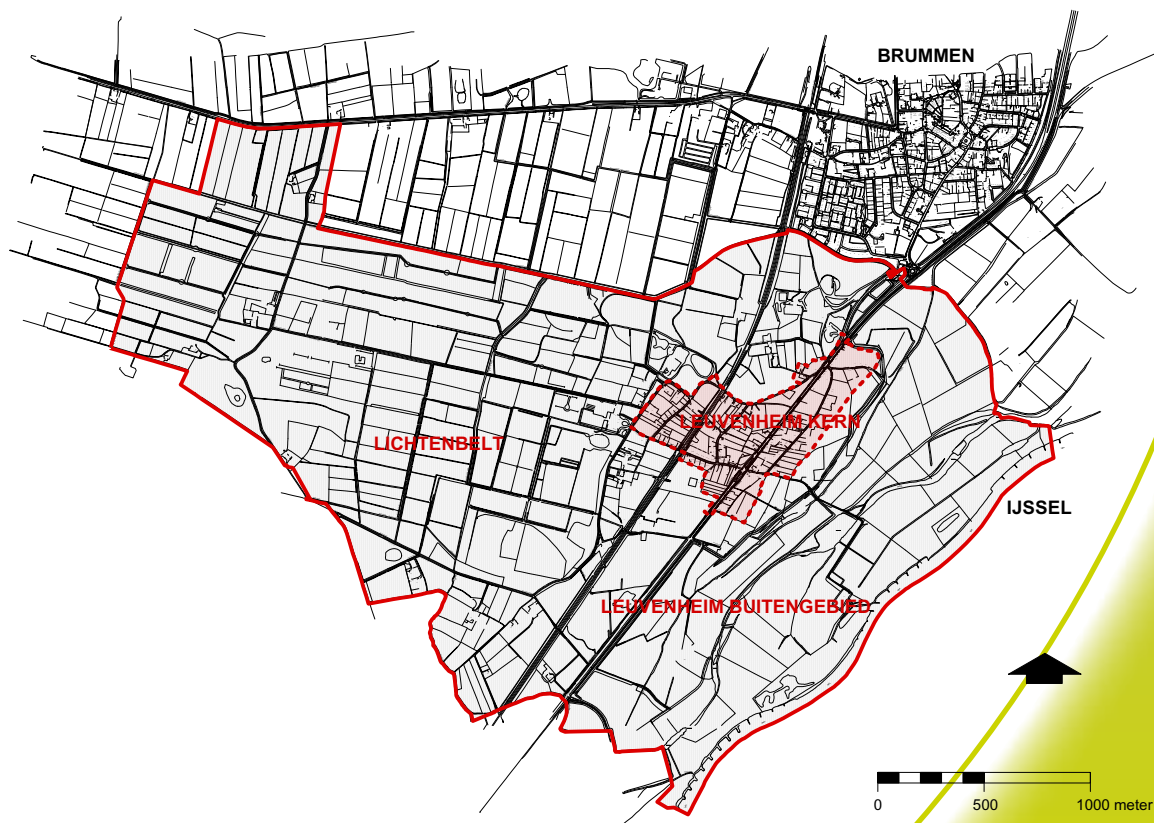 BRUMMEN
LEUVENHEIM KERN
LICHTENBELT
IJSSEL
LEUVENHEIM BUITENGEBIED
0 500 1000 meter